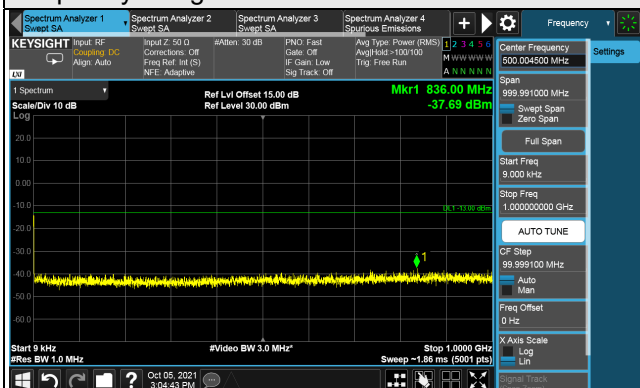 Spectrum Analyzer 1
Swept SA
Spectrum Analyzer 2
Swept SA
Spectrum Analyzer 3
Swept SA
Spectrum Analyzer 4
Spurious Emissions
Frequency
KEYSIGHT
LXI
Input: RF
Coupling: DC
Align: Auto
Input Z: 50 Ω
Corrections: Off
Freq Ref: Int (S)
NFE: Adaptive
#Atten: 30 dB
PNO: Fast
Gate: Off
IF Gain: Low
Sig Track: Off
Avg Type: Power (RMS)
Avg|Hold:>100/100
Trig: Free Run
1 2 3 4 5 6
M W W W W W
A N N N N N
1 Spectrum
Scale/Div 10 dB
Log
Ref Lvl Offset 15.00 dB
Ref Level 30.00 dBm
Mkr1 836.00 MHz
-37.69 dBm
20.0
10.0
0.00
-10.0
-20.0
-30.0
-40.0
-50.0
-60.0
DL1 -13.00 dBm
1
Start 9 kHz
#Res BW 1.0 MHz
#Video BW 3.0 MHz*
Stop 1.0000 GHz
Sweep ~1.86 ms (5001 pts)
Center Frequency
500.004500 MHz
Span
999.991000 MHz
Swept Span
Zero Span
Full Span
Start Freq
9.000 kHz
Stop Freq
1.000000000 GHz
AUTO TUNE
CF Step
99.999100 MHz
Auto
Man
Freq Offset
0 Hz
X Axis Scale
Log
Lin
Signal Track
Settings
?
Oct 05, 2021
3:04:43 PM